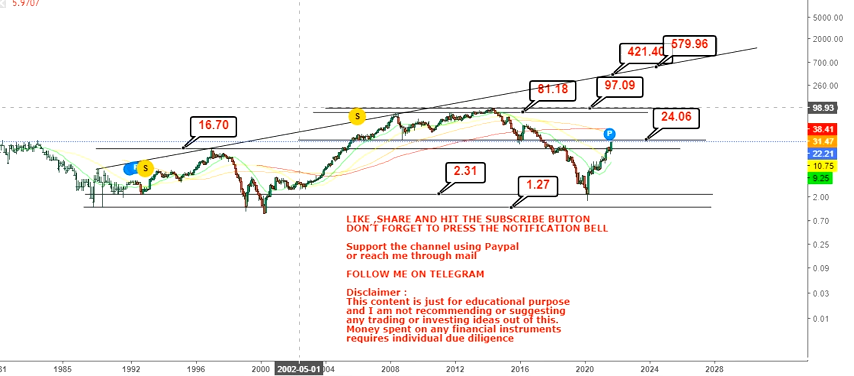 5.9707
5000.00
2000.00
700.00
260.00
98.93
38.41
31.47
22.21
10.75
9.25
2.00
0.70
0.25
0.09
0.03
0.01
421.40
579.96
81.18
97.09
24.06
16.70
2.31
1.27
S
S
P
LIKE ,SHARE AND HIT THE SUBSCRIBE BUTTON
DON´T FORGET TO PRESS THE NOTIFICATION BELL
Support the channel using Paypal
or reach me through mail
FOLLOW ME ON TELEGRAM
Disclaimer :
This content is just for educational purpose
and I am not recommending or suggesting
any trading or investing ideas out of this.
Money spent on any financial instruments
requires individual due diligence
81 1985 1992 1996 2000 2002-05-01 2008 2012 2016 2020 2024 2028